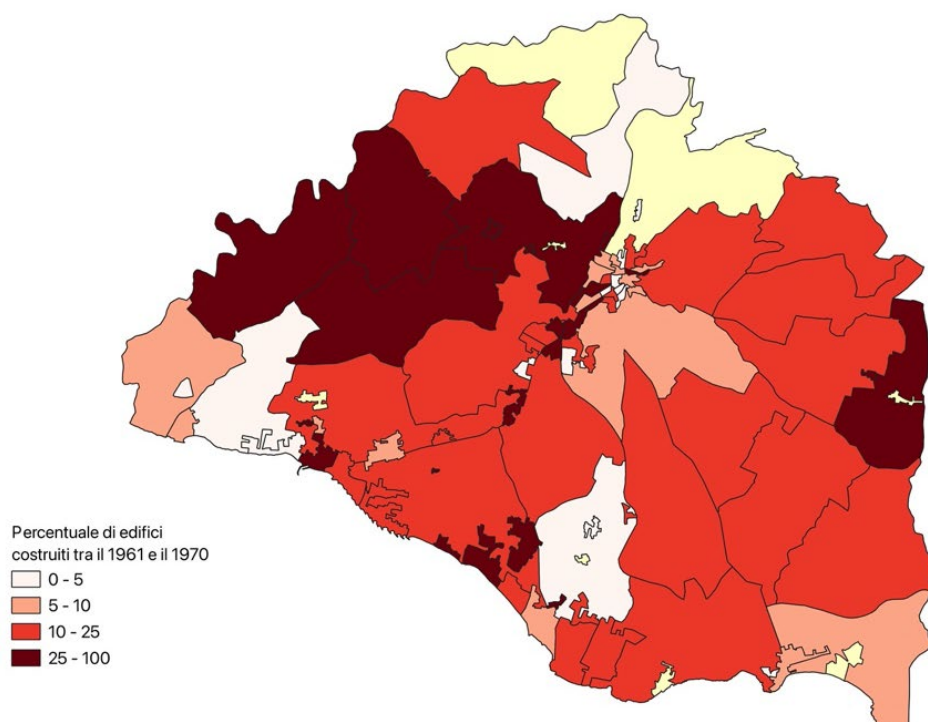 Percentuale di edifici
costruiti tra il 1961 e il 1970
0 - 5
5 - 10
10 - 25
25 - 100